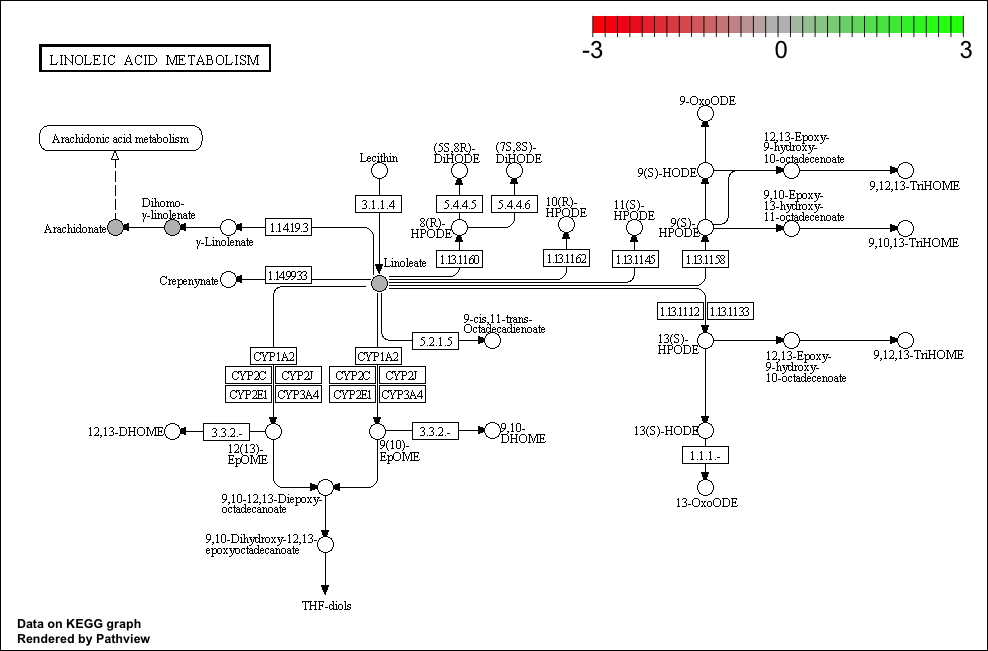 -3
0
3
LINOLEIC ACID METABOLISM
9-OxoODE
Arachidonic acid metabolism
Lecithin
(5S,8R)-
DiHODE
(7S,8S)-
DiHODE
12,13-Epoxy-
9-hydroxy-
10-octadecenoate
9(S)-HODE
9,12,13-TriHOME
3.1.1.4
5.4.4.5
5.4.4.6
10(R)-
HPODE
11(S)-
HPODE
9,10-Epoxy-
13-hydroxy-
11-octadecenoate
Dihomo-
γ-linolenate
Arachidonate
γ-Linolenate
1.14.19.3
8(R)-
HPODE
9(S)-
HPODE
9,10,13-TriHOME
Linoleate
1.13.11.60
1.13.11.62
1.13.11.45
1.13.11.58
Crepenynate
1.14.99.33
1.13.11.12
1.13.11.33
9-cis,11-trans-
Octadecadienoate
5.2.1.5
13(S)-
HPODE
12,13-Epoxy-
9-hydroxy-
10-octadecenoate
9,12,13-TriHOME
CYP1A2
CYP2C
CYP2J
CYP2E1
CYP3A4
CYP1A2
CYP2C
CYP2J
CYP2E1
CYP3A4
12,13-DHOME
3.3.2.-
12(13)-
EpOME
9(10)-
EpOME
3.3.2.-
9,10-
DHOME
13(S)-HODE
1.1.1.-
13-OxoODE
9,10-12,13-Diepoxy-
octadecanoate
9,10-Dihydroxy-12,13-
epoxyoctadecanoate
THF-diols
Data on KEGG graph
Rendered by Pathview